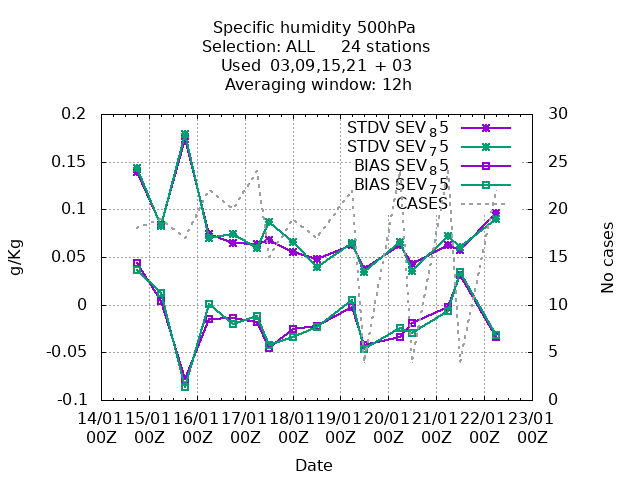 Specific humidity 500hPa
Selection: ALL     24 stations
Used  03,09,15,21  + 03
Averaging window: 12h
0.2
0.15
0.1
0.05
0
-0.05
-0.1
g/Kg
30
25
20
15
10
5
0
No cases
STDV SEV₈5
STDV SEV₇5
BIAS SEV₈5
BIAS SEV₇5
CASES
14/01 15/01 16/01 17/01 18/01 19/01 20/01 21/01 22/01 23/01
00Z 00Z 00Z 00Z 00Z 00Z 00Z 00Z 00Z 00Z
Date